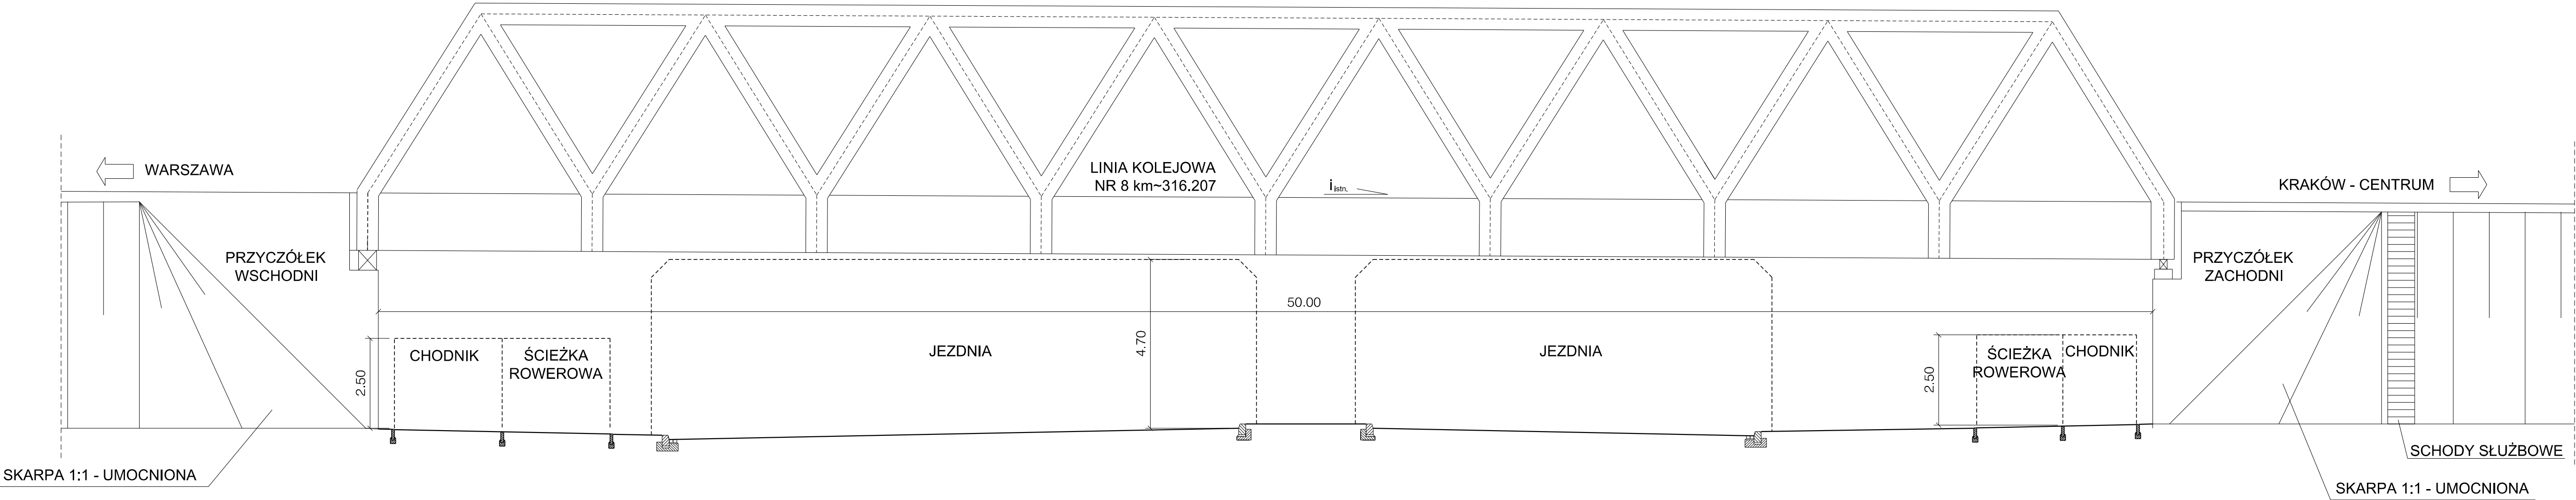 WARSZAWA
LINIA KOLEJOWA
NR 8 km~316.207
i istn.
KRAKÓW - CENTRUM
PRZYCZÓŁEK
WSCHODNI
PRZYCZÓŁEK
ZACHODNI
50.00
4.70
JEZDNIA
JEZDNIA
2.50
CHODNIK
ŚCIEŻKA
ROWEROWA
2.50
ŚCIEŻKA
ROWEROWA
CHODNIK
SKARPA 1:1 - UMOCNIONA
SCHODY SŁUŻBOWE
SKARPA 1:1 - UMOCNIONA